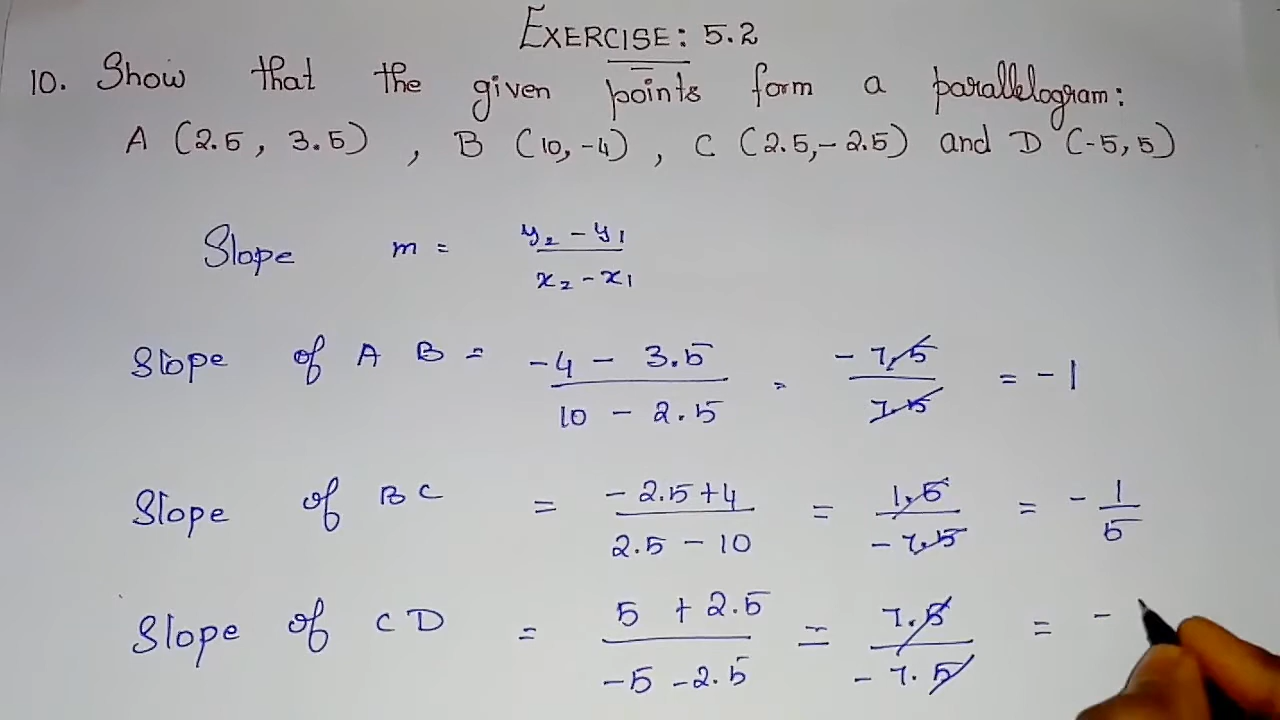 EXERCISE: 5.2
10. Show that the given points form a parallelogram:
A (2.5, 3.5), B (10,-4), C (2.5,-2.5) and D (-5,5)
Slope m = y₂ - y₁ / x₂ - x₁
Slope of AB = -4 - 3.5 / 10 - 2.5 = -7.5 / 7.5 = -1
Slope of BC = -2.5+4 / 2.5 - 10 = 1.5 / -7.5 = -1/5
Slope of CD = 5 + 2.5 / -5 -2.5 = 7.5 / -7.5 = -